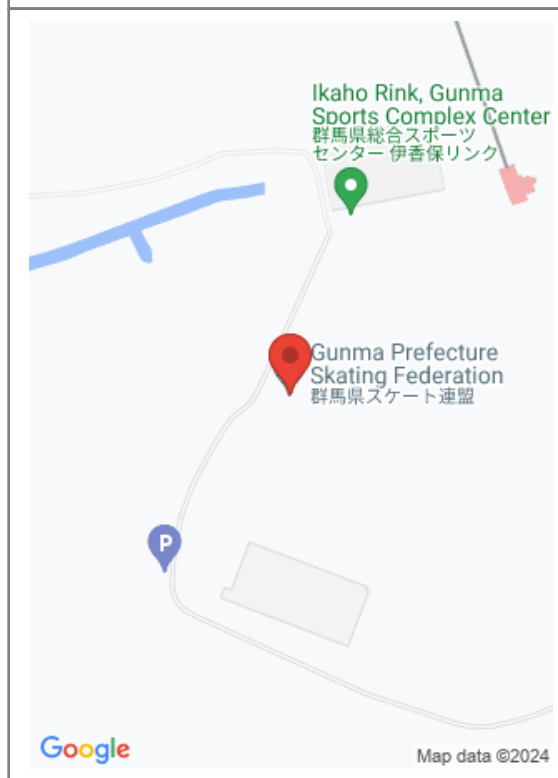 Ikaho Rink, Gunma
Sports Complex Center
群馬県総合スポーツ
センター 伊香保リンク
Gunma Prefecture
Skating Federation
群馬県スケート連盟
P
Google
Map data ©2024